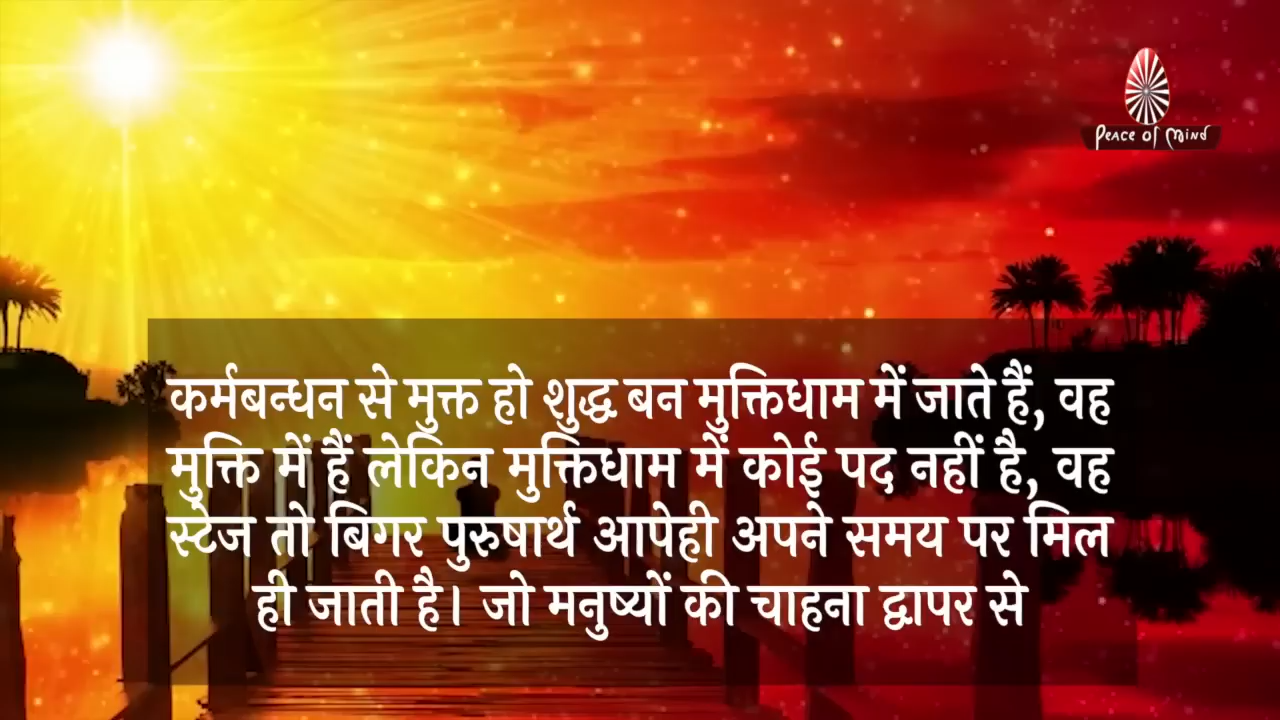 Peace of Mind
कर्मबन्धन से मुक्त हो शुद्ध बन मुक्तिधाम में जाते हैं, वह
मुक्ति में हैं लेकिन मुक्तिधाम में कोई पद नहीं है, वह
स्टेज तो बिगर पुरुषार्थ आपेही अपने समय पर मिल
ही जाती है। जो मनुष्यों की चाहना द्वापर से